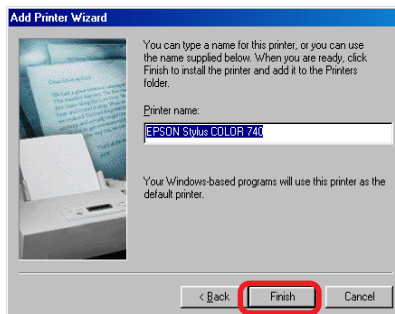 Add Printer Wizard
You can type a name for this printer, or you can use
the name supplied below. When you are ready, click
Finish to install the printer and add it to the Printers
folder.
Printer name:
EPSON Stylus COLOR 740
Your Windows-based programs will use this printer as the
default printer.
< Back
Finish
Cancel